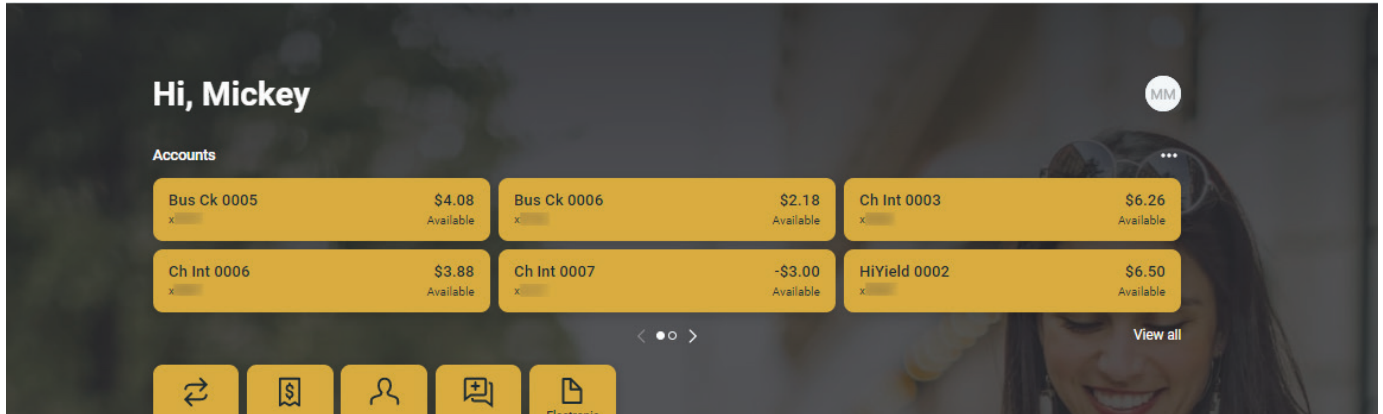 Hi, Mickey
MM
Accounts
Bus Ck 0005 $4.08
x Available
Bus Ck 0006 $2.18
x Available
Ch Int 0003 $6.26
x Available
Ch Int 0006 $3.88
x Available
Ch Int 0007 -$3.00
x Available
HiYield 0002 $6.50
x Available
View all